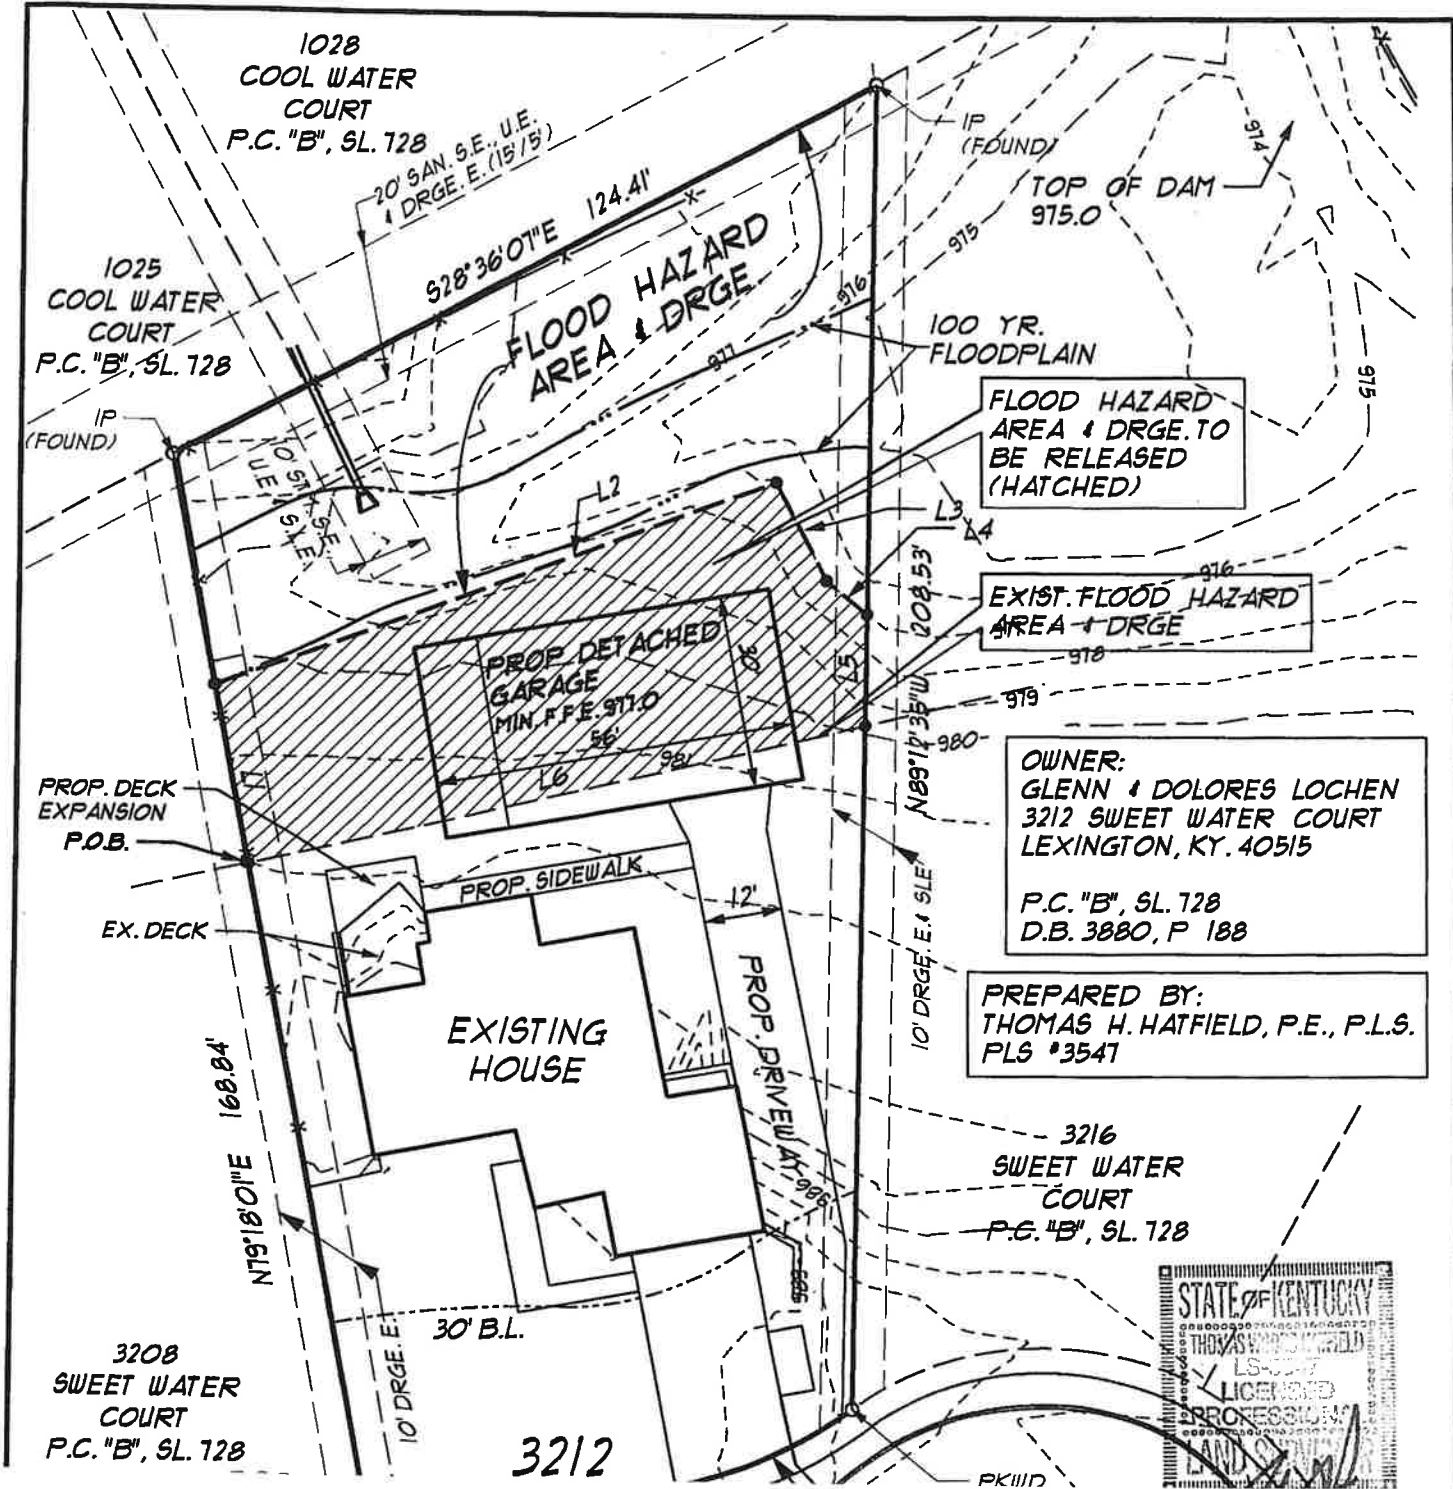 1028
COOL WATER
COURT
P.C. "B", SL. 728
20' SAN. S.E., U.E.
& DRGE. E. (15'/5')
S28°36'07"E 124.41'
IP
(FOUND)
974
TOP OF DAM
975.0
975
1025
COOL WATER
COURT
P.C. "B", SL. 728
FLOOD HAZARD
AREA & DRGE
976
977
100 YR.
FLOODPLAIN
975
IP
(FOUND)
FLOOD HAZARD
AREA & DRGE. TO
BE RELEASED
(HATCHED)
U.E.
S.L.E.
L2
L3
L4
208.53'
N89°12'35"W
976
EXIST. FLOOD HAZARD
AREA & DRGE
978
979
980
PROP. DETACHED
GARAGE
MIN. F.F.E. 977.0
30'
56'
L5
L6
981
PROP. DECK
EXPANSION
P.O.B.
EX. DECK
PROP. SIDEWALK
12'
PROP. DRIVEWAY
10' DRGE. E. & SLE
OWNER:
GLENN & DOLORES LOCHEN
3212 SWEET WATER COURT
LEXINGTON, KY. 40515
P.C. "B", SL. 728
D.B. 3880, P 188
PREPARED BY:
THOMAS H. HATFIELD, P.E., P.L.S.
PLS #3547
EXISTING
HOUSE
N79°18'01"E 168.84'
986
3216
SWEET WATER
COURT
P.C. "B", SL. 728
30' B.L.
10' DRGE. E.
3208
SWEET WATER
COURT
P.C. "B", SL. 728
3212
STATE OF KENTUCKY
LICENSED
PROFESSIONAL
LAND SURVEYOR